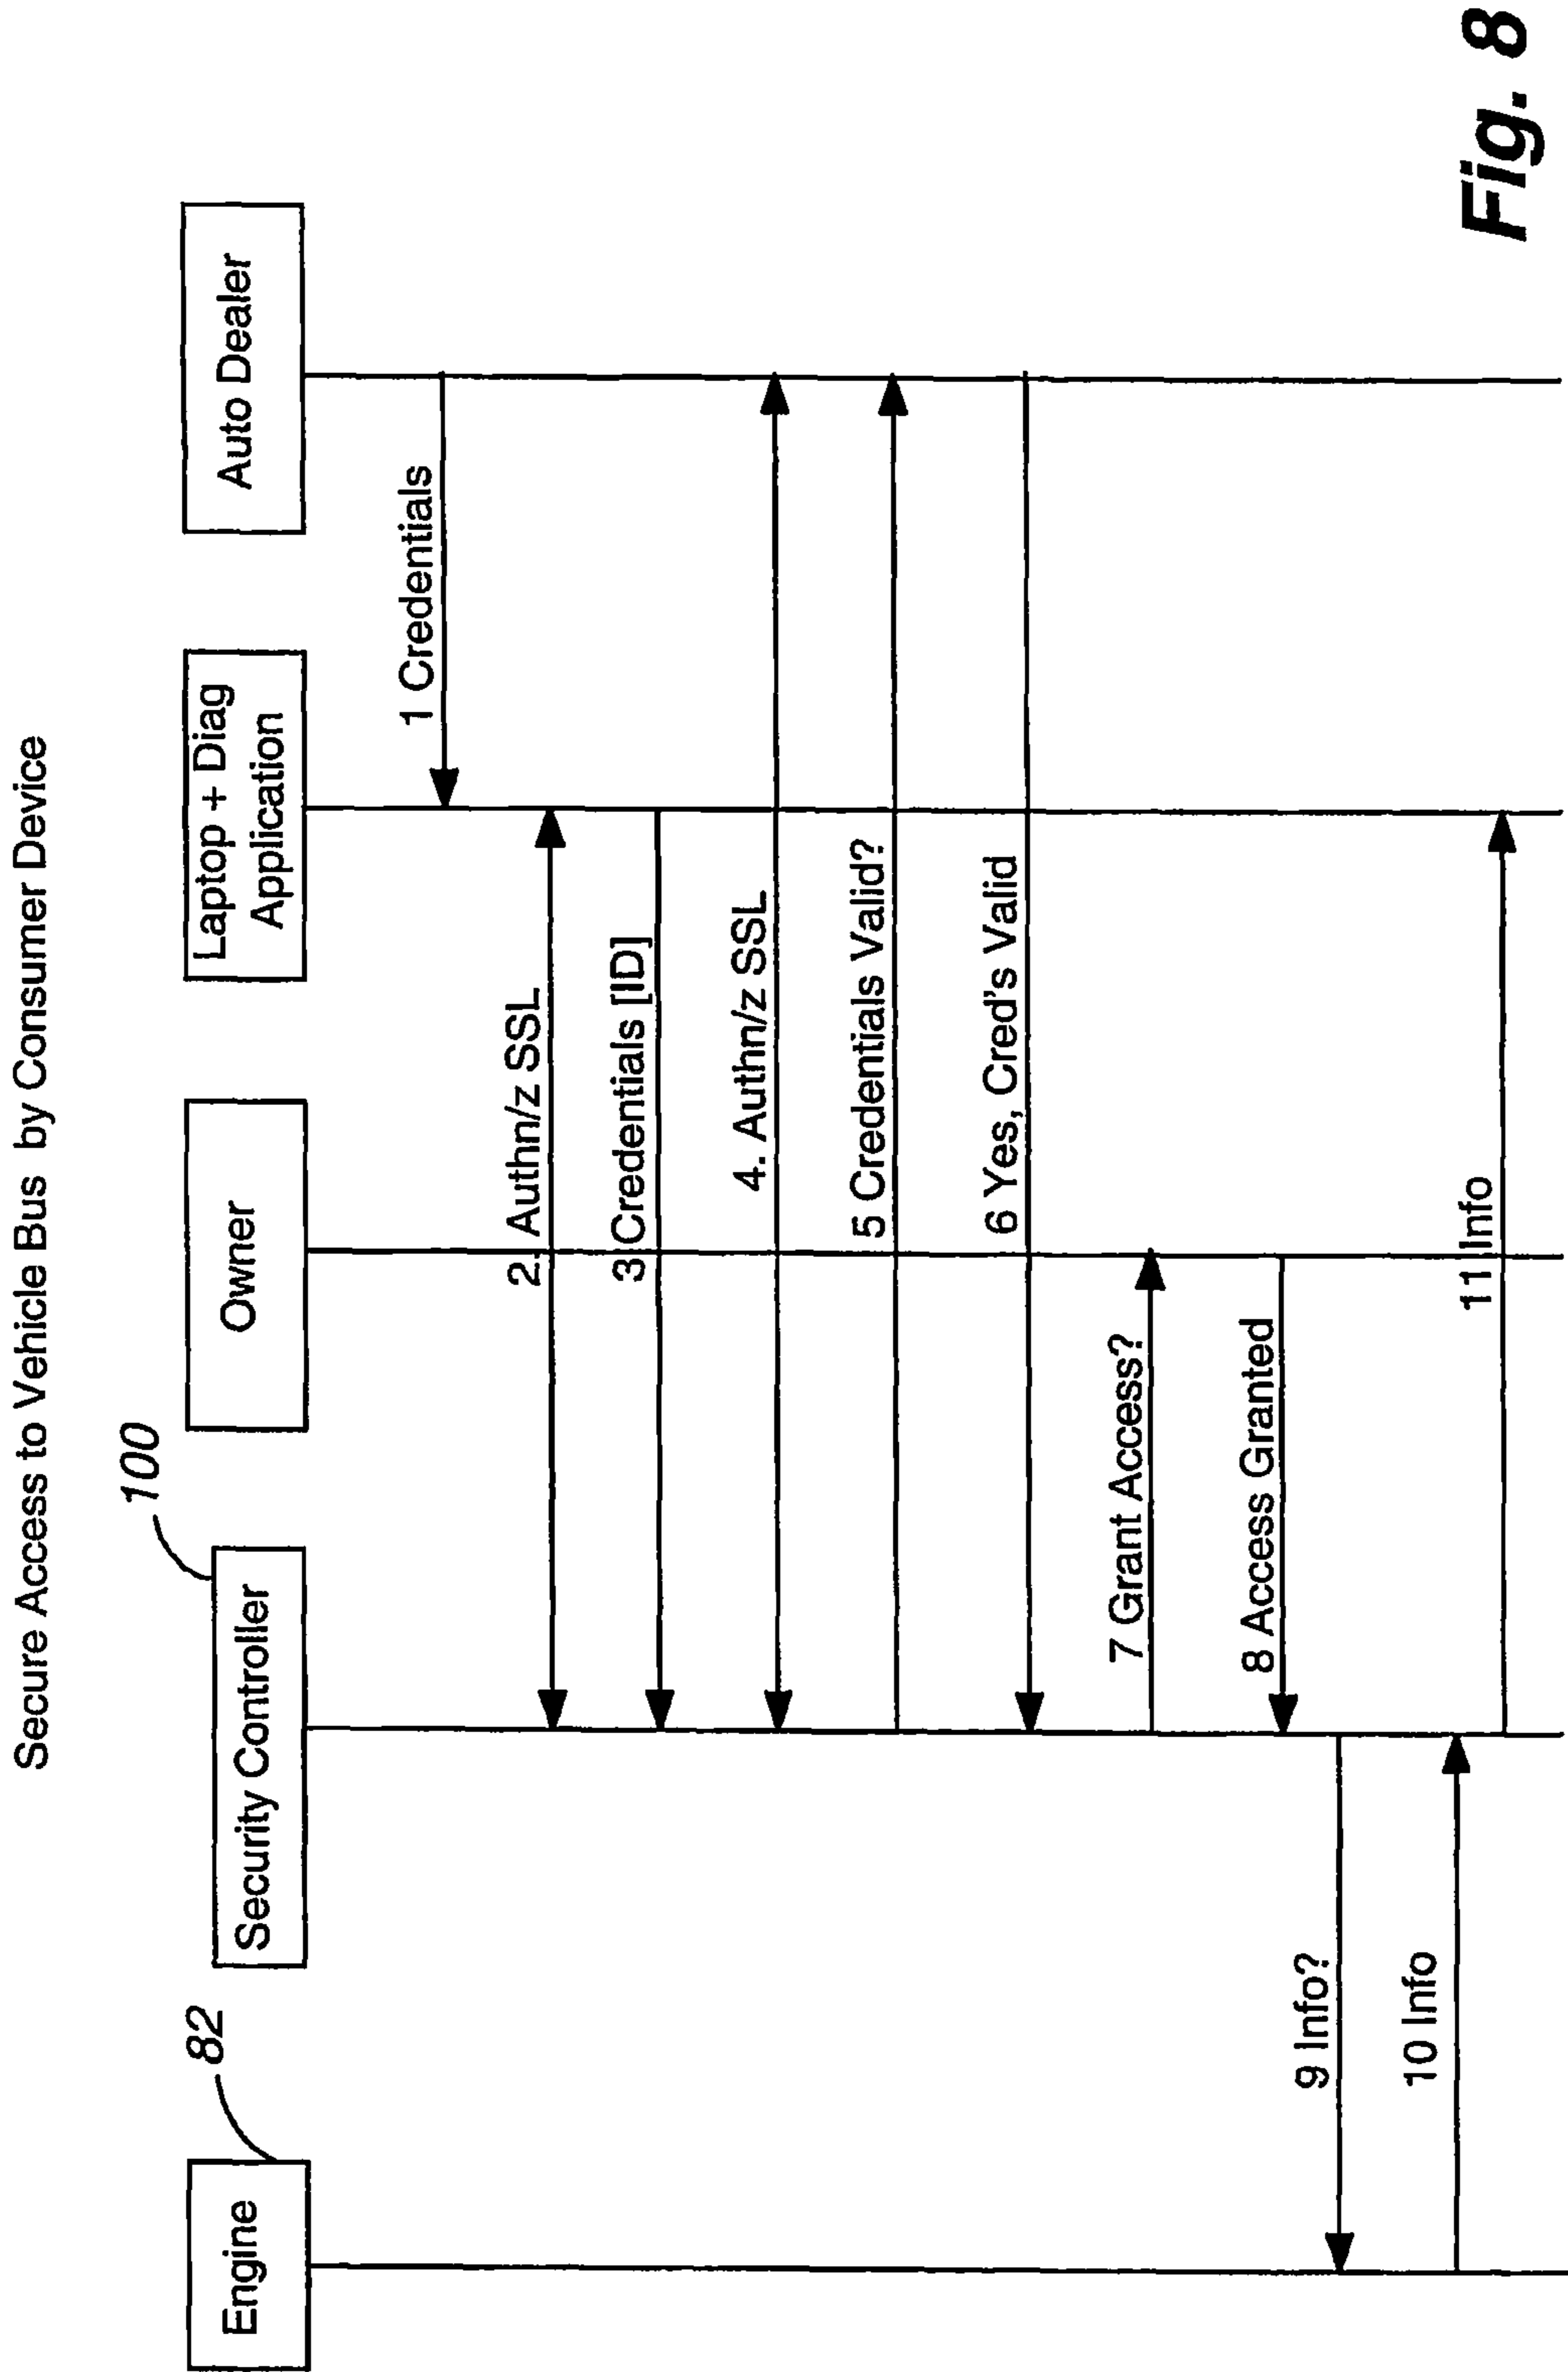 Secure Access to Vehicle Bus by Consumer Device
82
100
Engine
Security Controller
Owner
Laptop + Diag
Application
Auto Dealer
1 Credentials
2. Authn/z SSL
3 Credentials [ID]
4. Authn/z SSL
5 Credentials Valid?
6 Yes, Cred's Valid
7 Grant Access?
8 Access Granted
9 Info?
10 Info
11 Info
Fig. 8